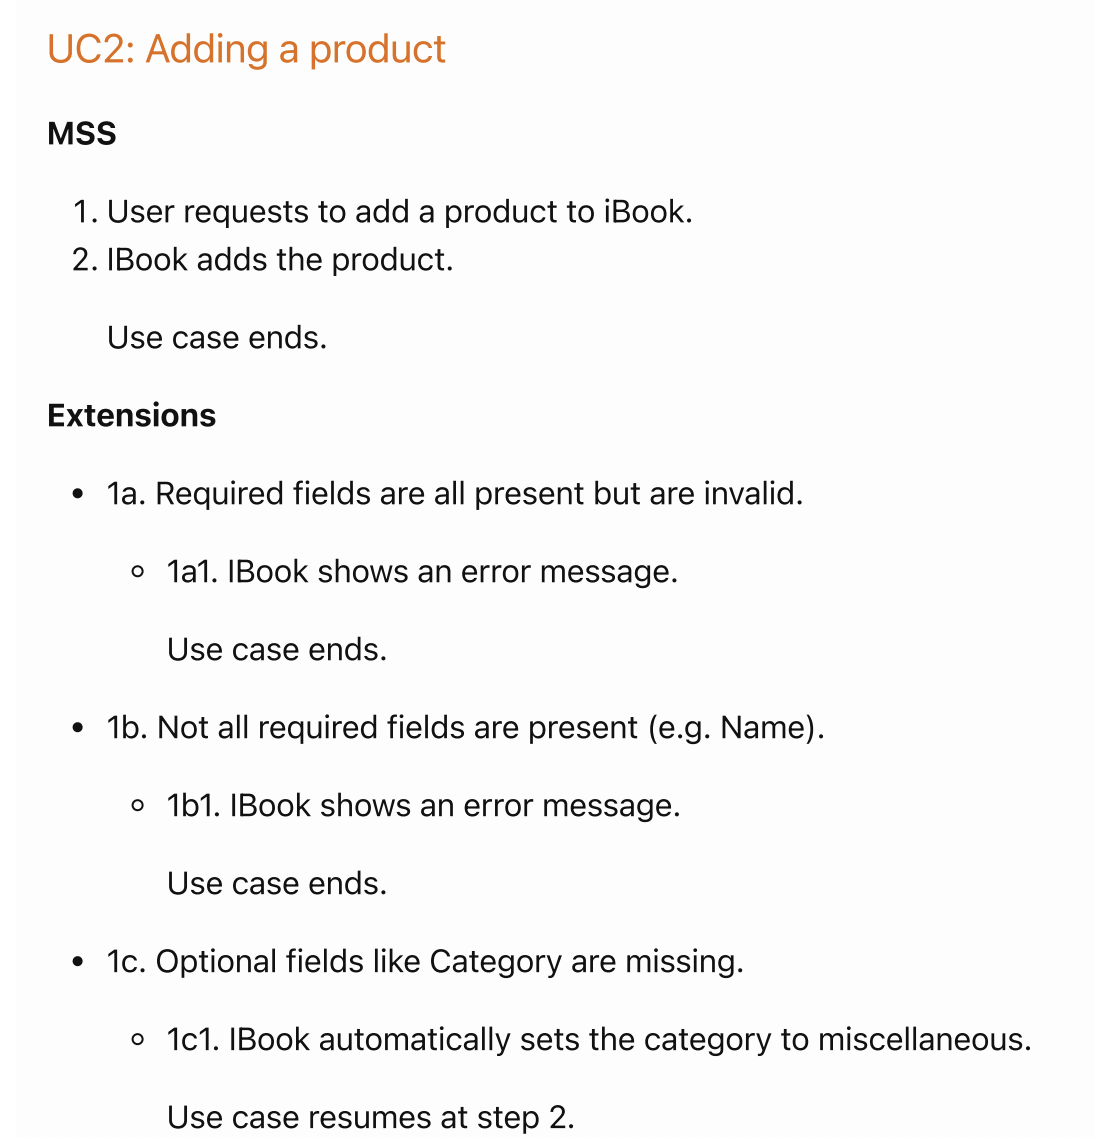 UC2: Adding a product
MSS
1. User requests to add a product to iBook.
2. IBook adds the product.
Use case ends.
Extensions
• 1a. Required fields are all present but are invalid.
◦ 1a1. IBook shows an error message.
Use case ends.
• 1b. Not all required fields are present (e.g. Name).
◦ 1b1. IBook shows an error message.
Use case ends.
• 1c. Optional fields like Category are missing.
◦ 1c1. IBook automatically sets the category to miscellaneous.
Use case resumes at step 2.